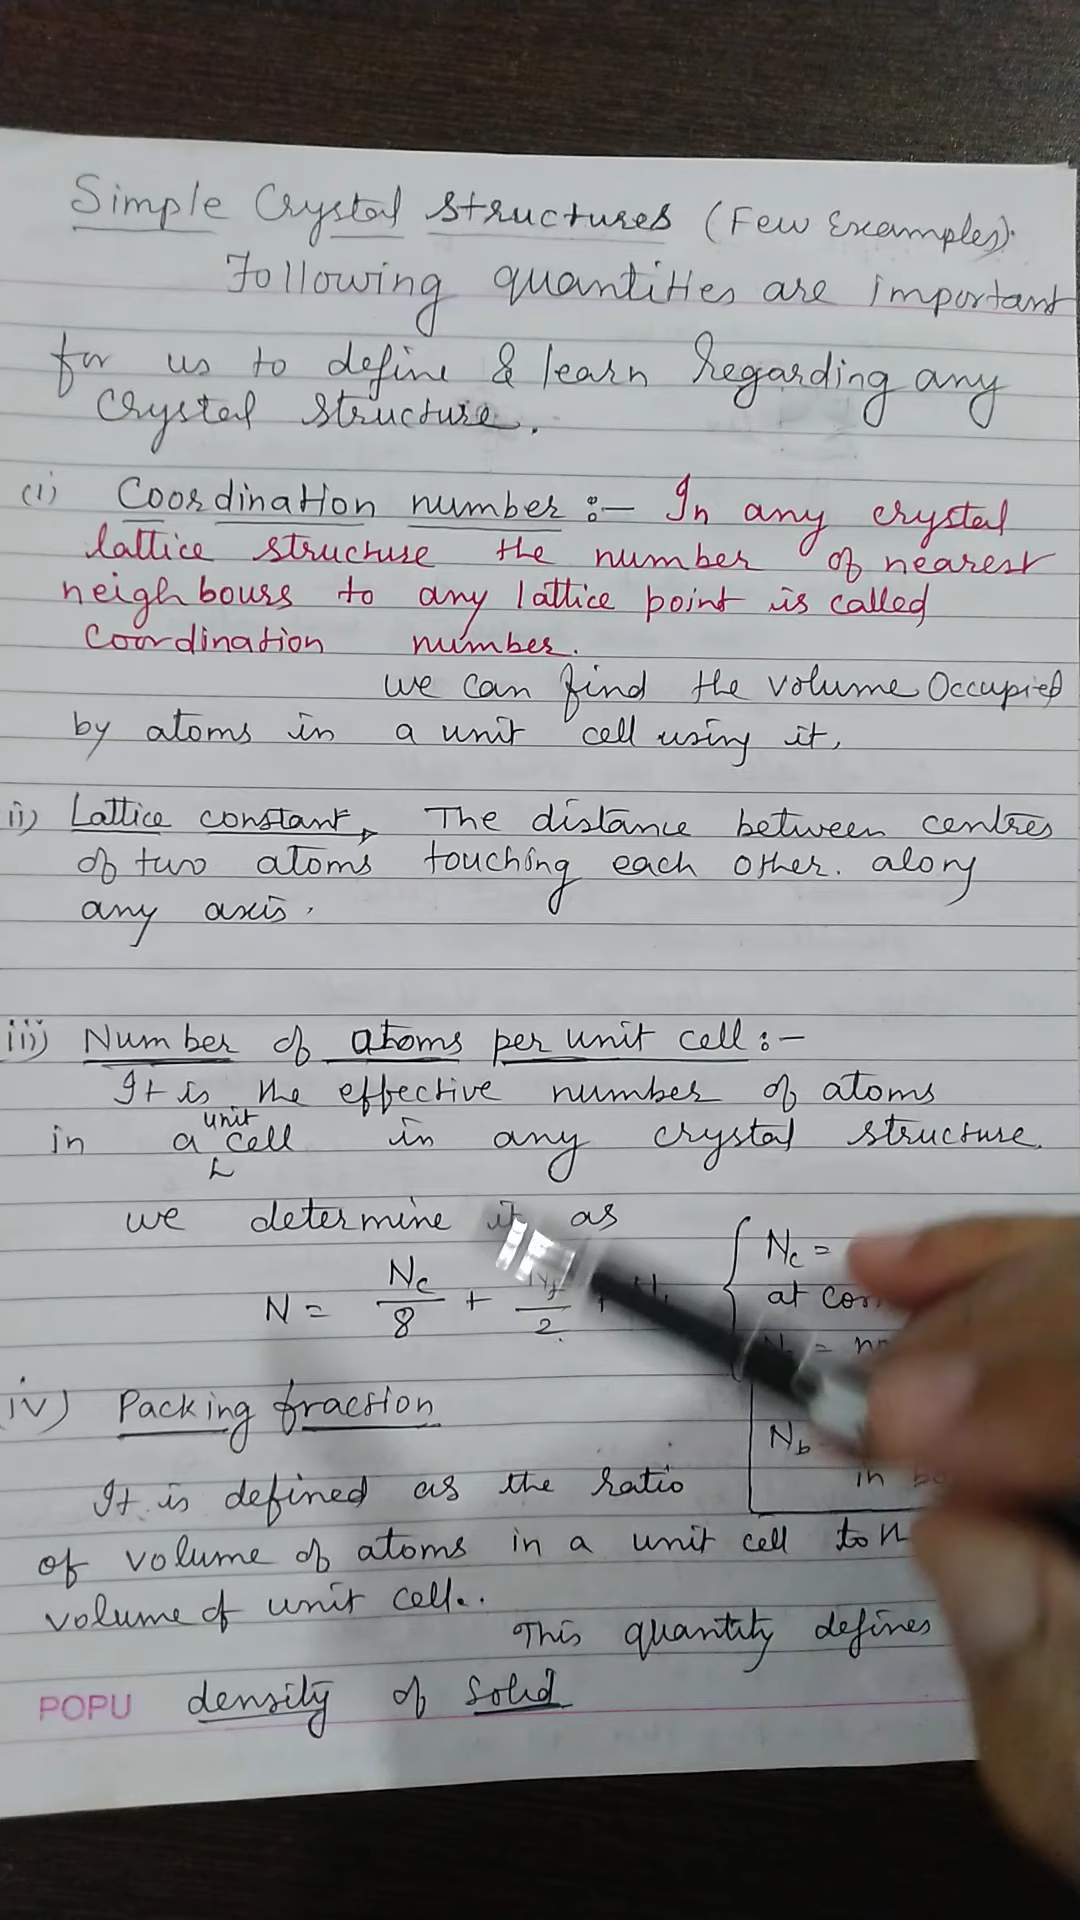 Simple Crystal structures (Few Examples).
Following quantities are important
for us to define & learn Regarding any
Crystal structure.
(i) Coordination number :- In any crystal
lattice structure the number of nearest
neighbours to any lattice point is called
Coordination number.
we can find the volume Occupied
by atoms in a unit cell using it.
ii) Lattice constant, The distance between centres
of two atoms touching each other. along
any axis.
iii) Number of atoms per unit cell :-
It is the effective number of atoms
unit
in a cell in any crystal structure.
we determine it as
N = Nc/8 + Nf/2 +
{ Nc =
at
=
Nb
in
iv) Packing fraction
It is defined as the ratio
of volume of atoms in a unit cell to
volume of unit cell..
This quantity defines
POPU density of solid